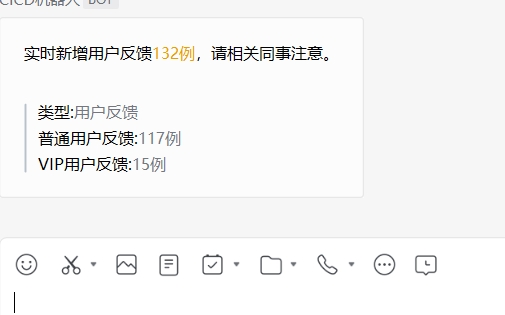 CICD机器人 BOT
实时新增用户反馈132例，请相关同事注意。
类型:用户反馈
普通用户反馈:117例
VIP用户反馈:15例